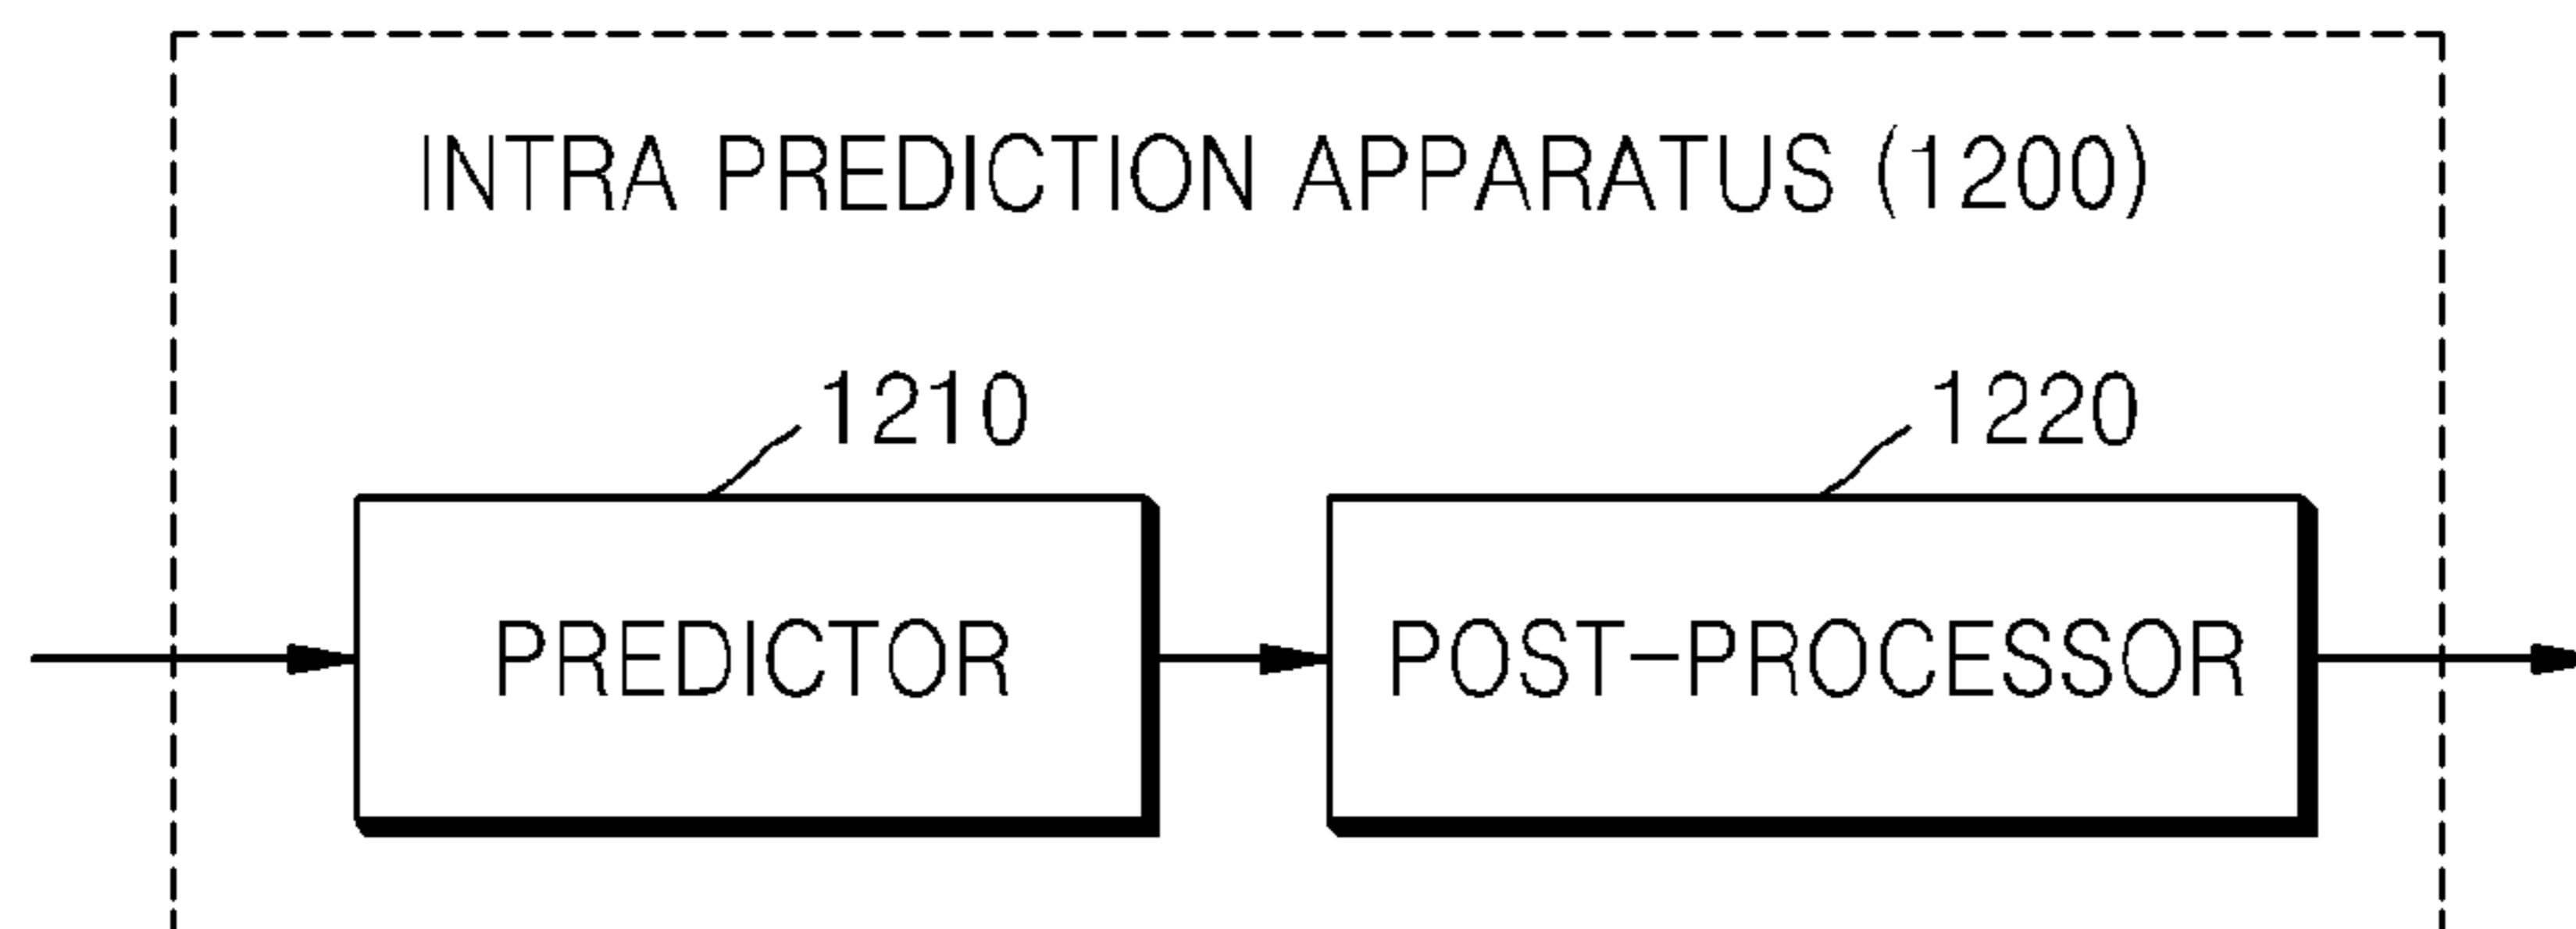 INTRA PREDICTION APPARATUS (1200)
1210
1220
PREDICTOR
POST-PROCESSOR